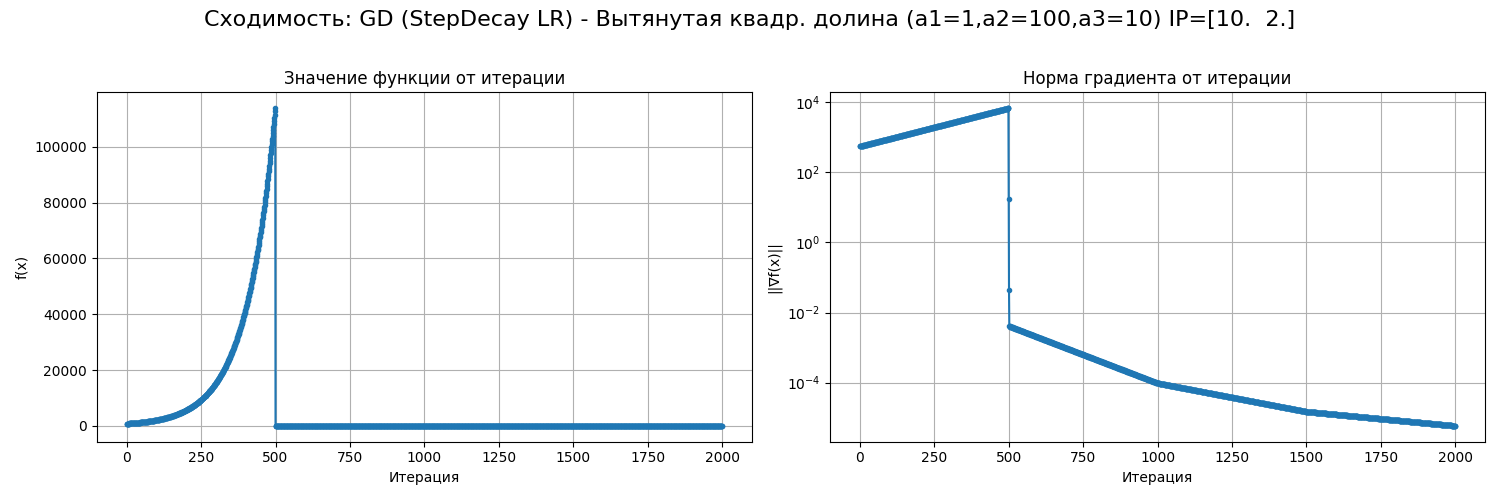 Сходимость: GD (StepDecay LR) - Вытянутая квадр. долина (a1=1,a2=100,a3=10) IP=[10.  2.]
Значение функции от итерации
f(x)
100000
80000
60000
40000
20000
0
0 250 500 750 1000 1250 1500 1750 2000
Итерация
Норма градиента от итерации
||∇f(x)||
10⁴
10²
10⁰
10⁻²
10⁻⁴
0 250 500 750 1000 1250 1500 1750 2000
Итерация